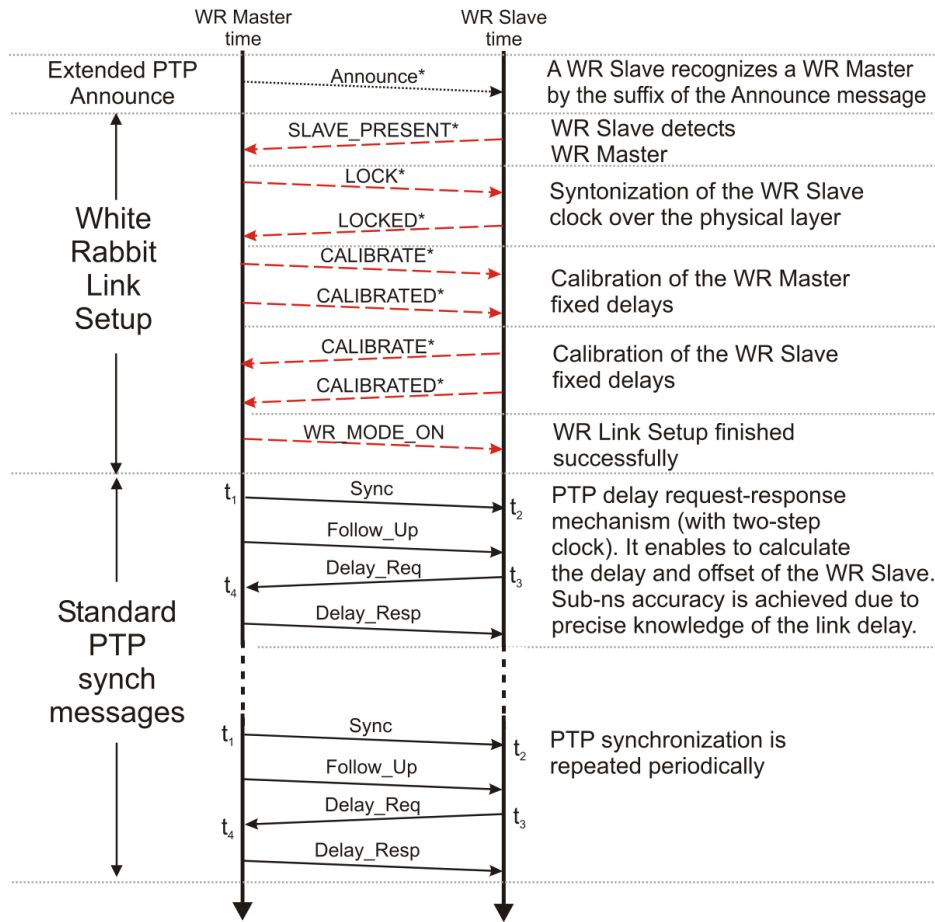 WR Master
time
WR Slave
time
Extended PTP
Announce
Announce*
A WR Slave recognizes a WR Master
by the suffix of the Announce message
White
Rabbit
Link
Setup
SLAVE_PRESENT*
WR Slave detects
WR Master
LOCK*
LOCKED*
Syntonization of the WR Slave
clock over the physical layer
CALIBRATE*
CALIBRATED*
Calibration of the WR Master
fixed delays
CALIBRATE*
CALIBRATED*
Calibration of the WR Slave
fixed delays
WR_MODE_ON
WR Link Setup finished
successfully
Standard
PTP
synch
messages
t1
Sync
t2
Follow_Up
Delay_Req
t3
t4
Delay_Resp
PTP delay request-response
mechanism (with two-step
clock). It enables to calculate
the delay and offset of the WR Slave.
Sub-ns accuracy is achieved due to
precise knowledge of the link delay.
t1
Sync
t2
Follow_Up
Delay_Req
t3
t4
Delay_Resp
PTP synchronization is
repeated periodically